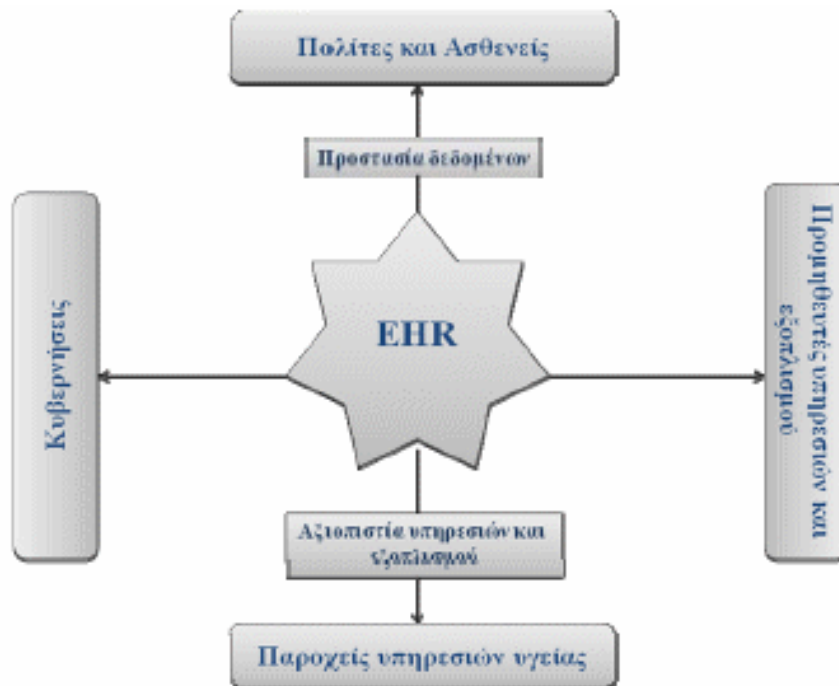 Πολίτες και Ασθενείς
Προστασία δεδομένων
Κυβερνήσεις
EHR
Προμηθευτές υπηρεσιών και
εξοπλισμού
Αξιοπιστία υπηρεσιών και
εξοπλισμού
Παροχείς υπηρεσιών υγείας